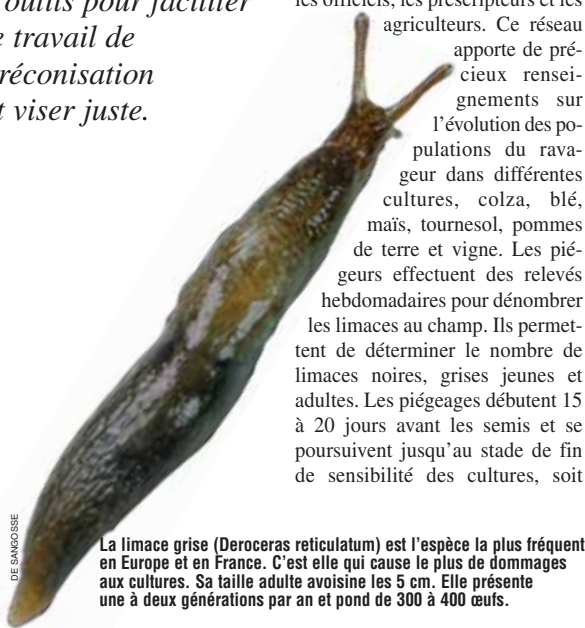 outils pour faciliter
e travail de
réconisation
t viser juste.
les officiels, les prescripteurs et les
agriculteurs. Ce réseau
apporte de pré-
cieux rensei-
gnements sur
l'évolution des po-
pulations du rava-
geur dans différentes
cultures, colza, blé,
maïs, tournesol, pommes
de terre et vigne. Les pié-
geurs effectuent des relevés
hebdomadaires pour dénombrer
les limaces au champ. Ils permet-
tent de déterminer le nombre de
limaces noires, grises jeunes et
adultes. Les piégeages débutent 15
à 20 jours avant les semis et se
poursuivent jusqu'au stade de fin
de sensibilité des cultures, soit
DE SANGOSSE
La limace grise (Deroceras reticulatum) est l'espèce la plus fréquent
en Europe et en France. C'est elle qui cause le plus de dommages
aux cultures. Sa taille adulte avoisine les 5 cm. Elle présente
une à deux générations par an et pond de 300 à 400 œufs.